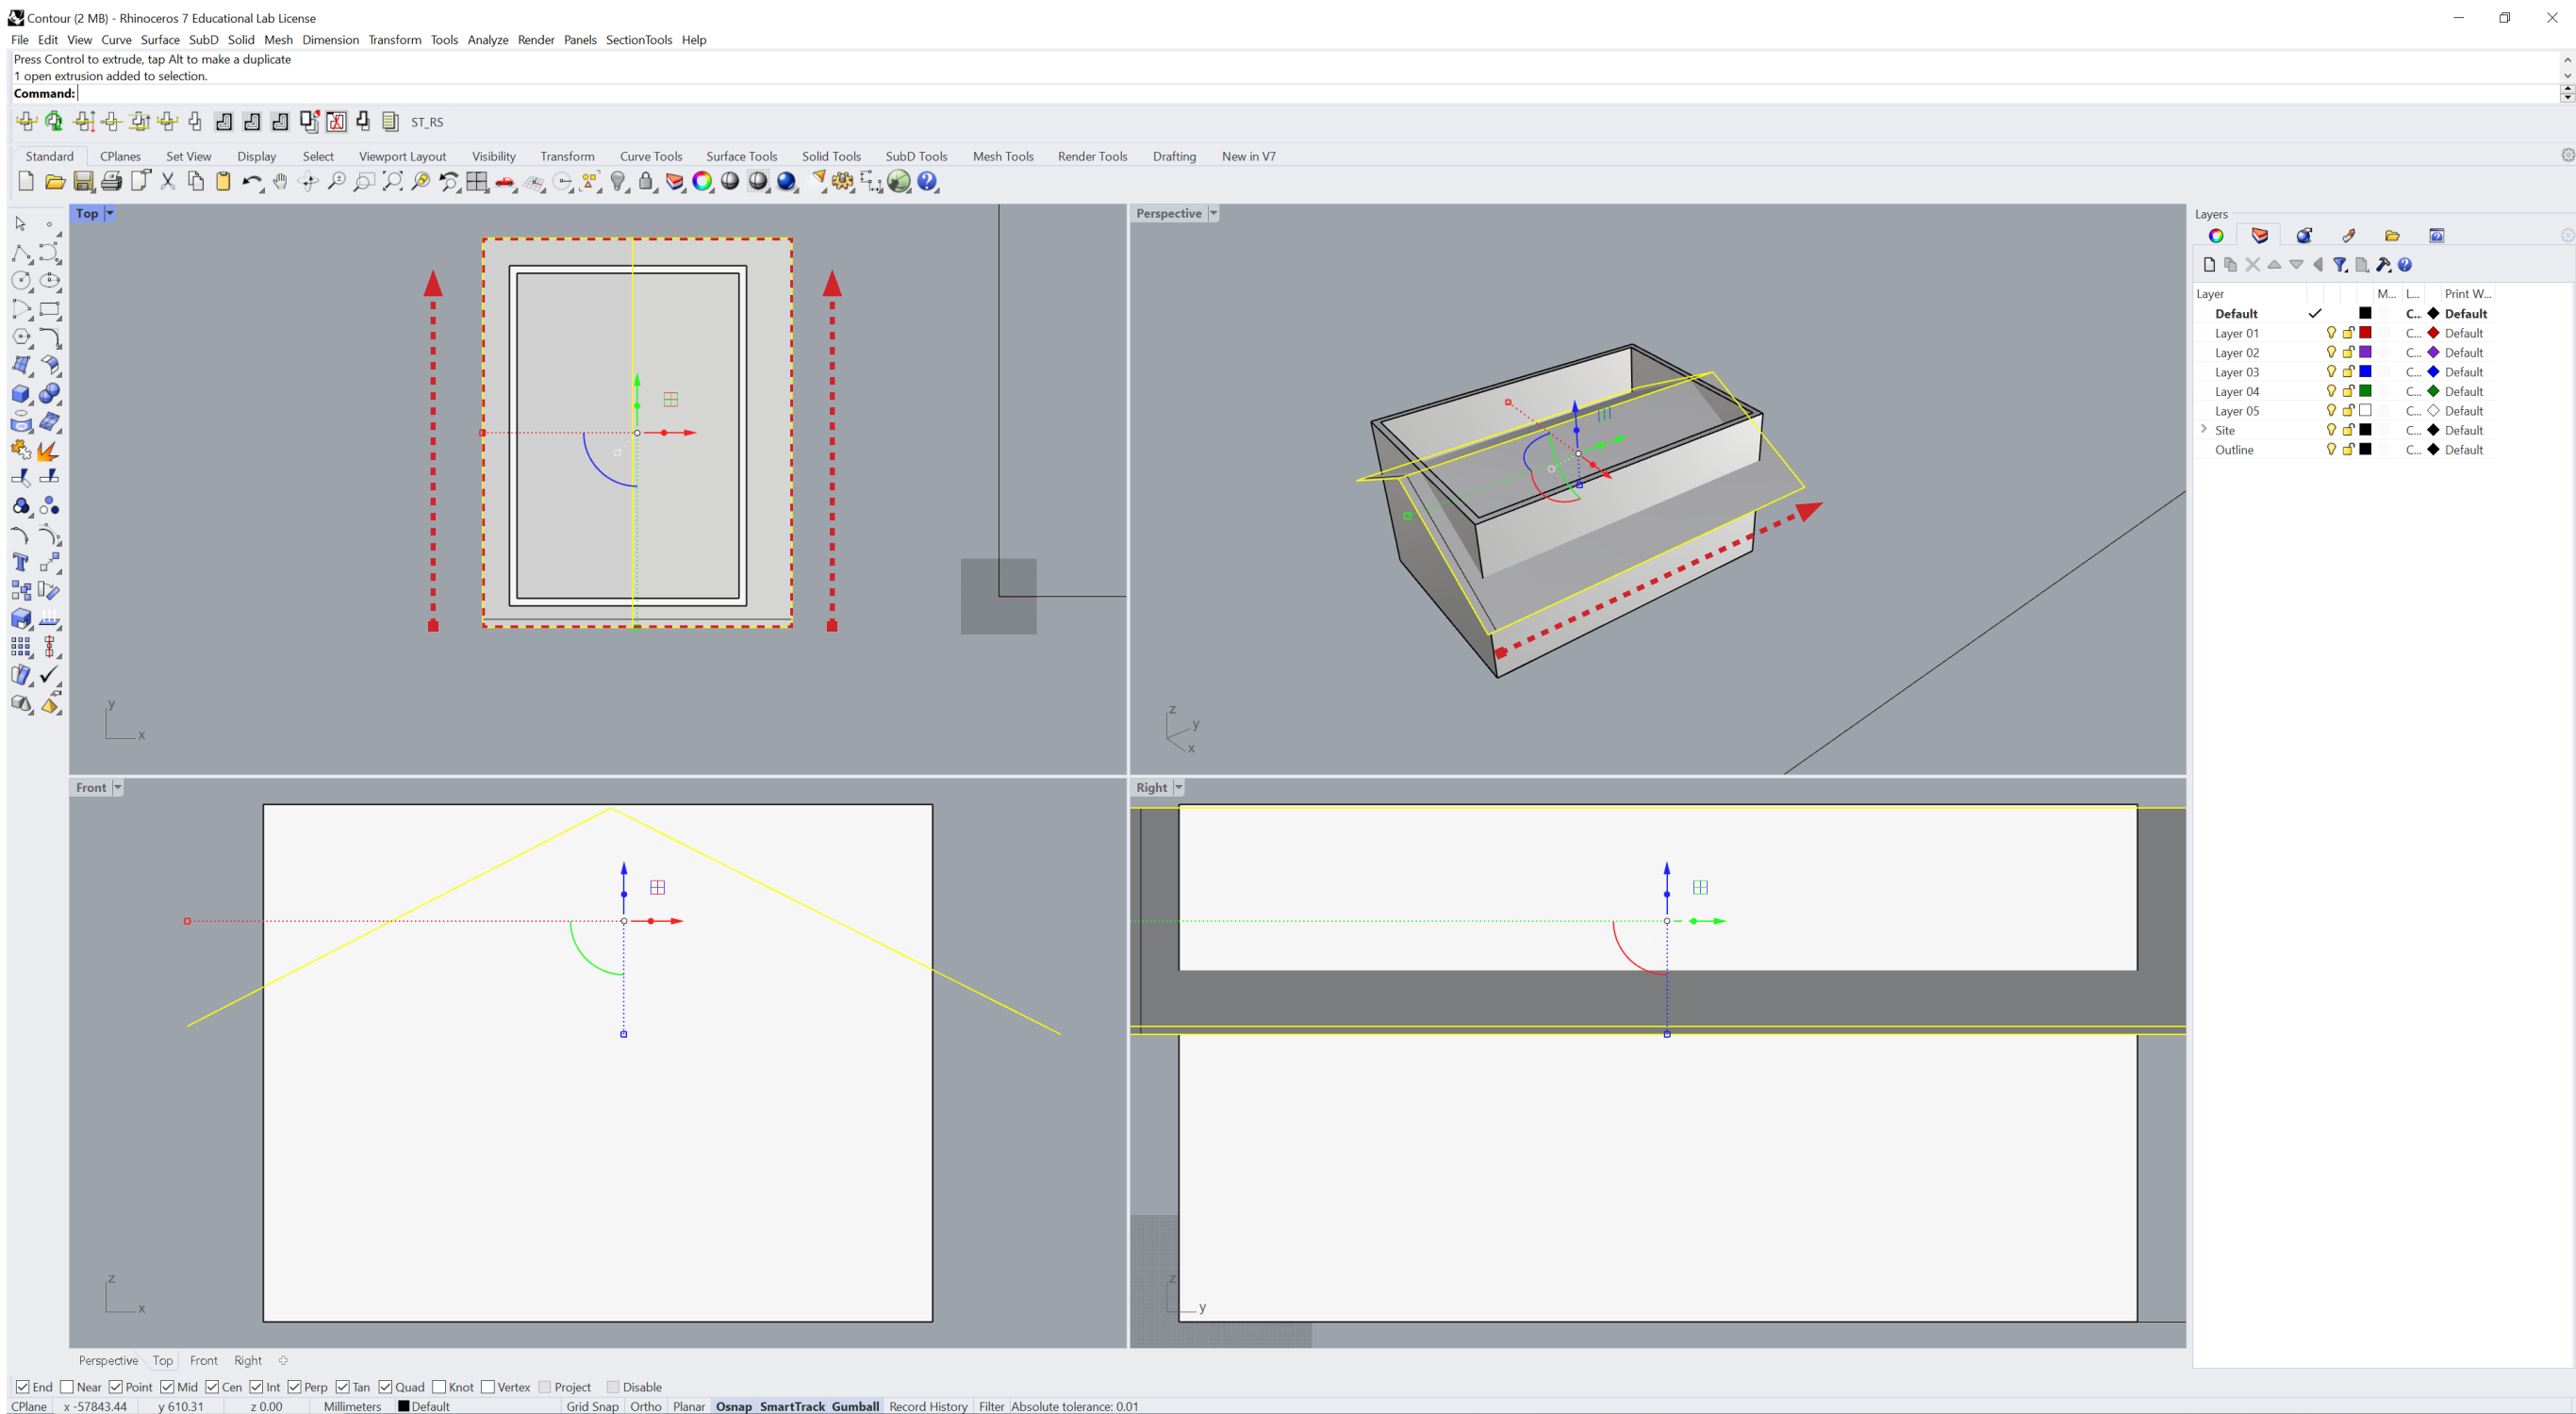 Contour (2 MB) - Rhinoceros 7 Educational Lab License
File Edit View Curve Surface SubD Solid Mesh Dimension Transform Tools Analyze Render Panels SectionTools Help
Press Control to extrude, tap Alt to make a duplicate
1 open extrusion added to selection.
Command:
ST_RS
Standard CPlanes Set View Display Select Viewport Layout Visibility Transform Curve Tools Surface Tools Solid Tools SubD Tools Mesh Tools Render Tools Drafting New in V7
Top
Perspective
Layers
Layer M... L... Print W...
Default C... Default
Layer 01 C... Default
Layer 02 C... Default
Layer 03 C... Default
Layer 04 C... Default
Layer 05 C... Default
Site C... Default
Outline C... Default
y
x
z
y
x
Front
Right
z
x
z
y
Perspective Top Front Right
End Near Point Mid Cen Int Perp Tan Quad Knot Vertex Project Disable
CPlane x -57843.44 y 610.31 z 0.00 Millimeters Default Grid Snap Ortho Planar Osnap SmartTrack Gumball Record History Filter Absolute tolerance: 0.01